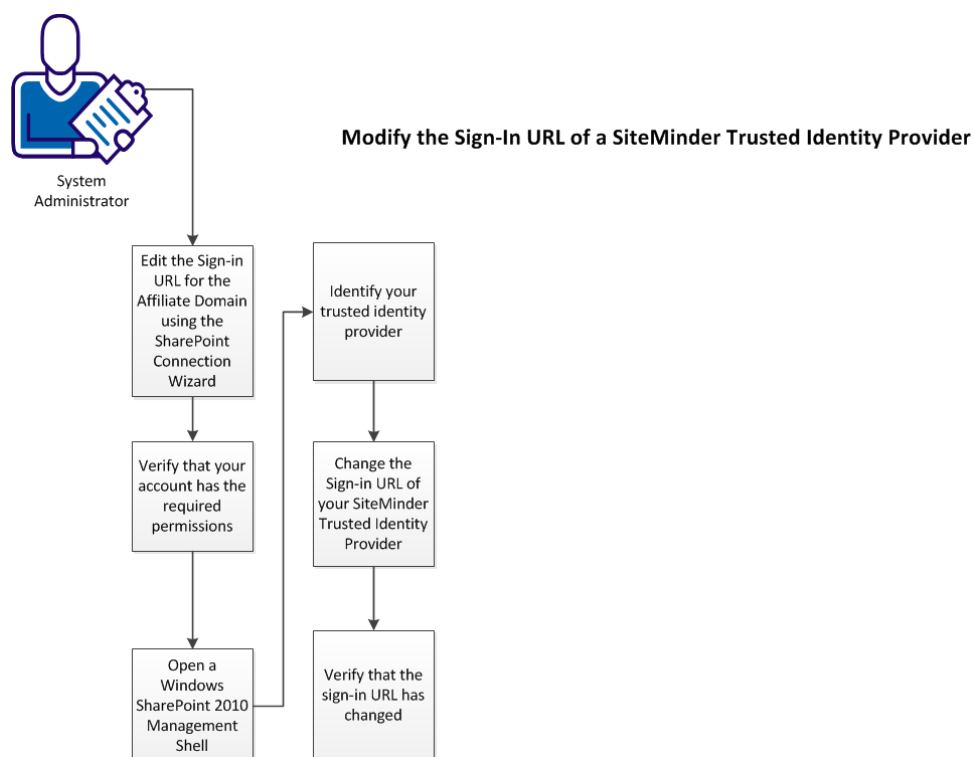 Modify the Sign-In URL of a SiteMinder Trusted Identity Provider
System
Administrator
Edit the Sign-in
URL for the
Affiliate Domain
using the
SharePoint
Connection
Wizard
Verify that your
account has the
required
permissions
Open a
Windows
SharePoint 2010
Management
Shell
Identify your
trusted identity
provider
Change the
Sign-in URL of
your SiteMinder
Trusted Identity
Provider
Verify that the
sign-in URL has
changed